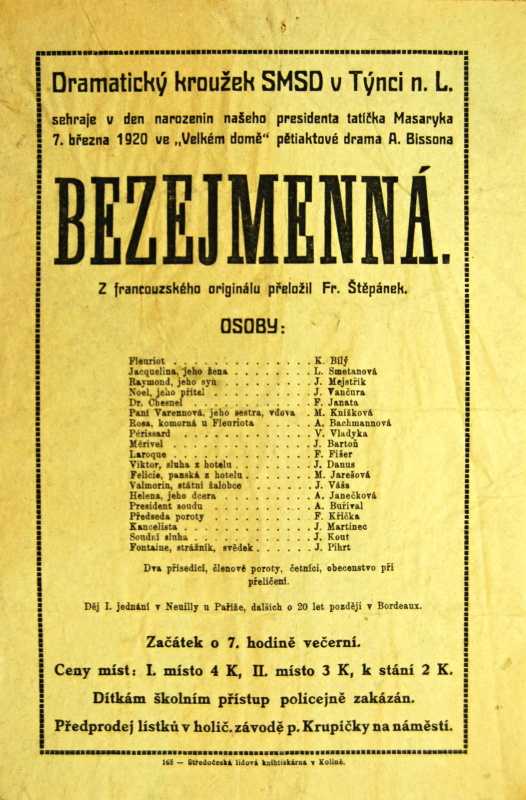 Dramatický kroužek SMSD v Týnci n. L.
sehraje v den narozenin našeho presidenta tatíčka Masaryka
7. března 1920 ve „Velkém domě“ pětiaktové drama A. Bissona
BEZEJMENNÁ.
Z francouzského originálu přeložil Fr. Štěpánek.
OSOBY:
Fleuriot . . . . . . . . . . . . . . K. Bílý
Jacquelina, jeho žena . . . . . . . . L. Smetanová
Raymond, jeho syn . . . . . . . . . . J. Mejstřík
Noel, jeho přítel . . . . . . . . . . J. Vančura
Dr. Chesnel . . . . . . . . . . . . F. Janata
Paní Varennová, jeho sestra, vdova . M. Knížková
Rosa, komorná u Fleuriota . . . . . . A. Bachmannová
Périssard . . . . . . . . . . . . . V. Vladyka
Mérivel . . . . . . . . . . . . . . J. Bartoň
Laroque . . . . . . . . . . . . . . F. Fišer
Viktor, sluha z hotelu . . . . . . . . J. Danus
Felicie, panská z hotelu . . . . . . . M. Jarešová
Valmorin, státní žalobce . . . . . . J. Váša
Helena, jeho dcera . . . . . . . . . A. Janečková
President soudu . . . . . . . . . . A. Buřival
Předseda poroty . . . . . . . . . . F. Křička
Kancelista . . . . . . . . . . . . . J. Martinec
Soudní sluha . . . . . . . . . . . . J. Kout
Fontaine, strážník, svědek . . . . . . J. Pihrt
Dva přísedící, členové poroty, četníci, obecenstvo při
přelíčení.
Děj I. jednání v Neuilly u Paříže, dalších o 20 let později v Bordeaux.
Začátek o 7. hodině večerní.
Ceny míst: I. místo 4 K, II. místo 3 K, k stání 2 K.
Dítkám školním přístup policejně zakázán.
Předprodej lístků v holič. závodě p. Krupičky na náměstí.
163 — Středočeská lidová knihtiskárna v Kolíně.